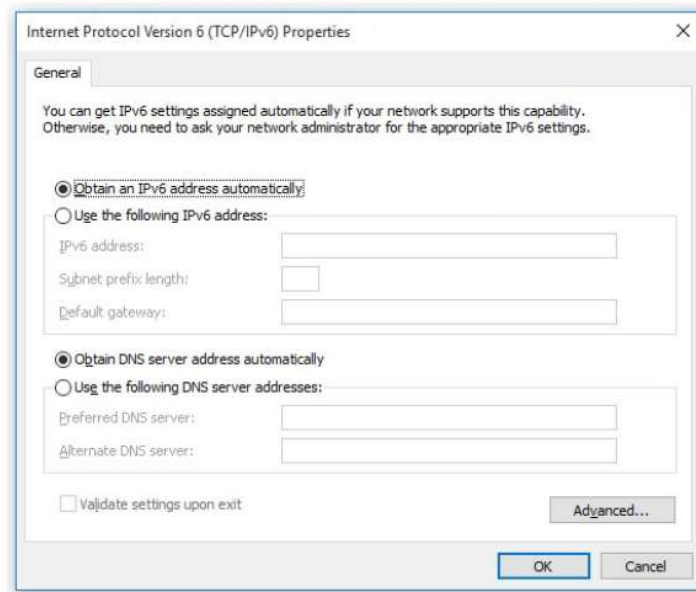 Internet Protocol Version 6 (TCP/IPv6) Properties
General
You can get IPv6 settings assigned automatically if your network supports this capability.
Otherwise, you need to ask your network administrator for the appropriate IPv6 settings.
Obtain an IPv6 address automatically
Use the following IPv6 address:
IPv6 address:
Subnet prefix length:
Default gateway:
Obtain DNS server address automatically
Use the following DNS server addresses:
Preferred DNS server:
Alternate DNS server:
Validate settings upon exit
Advanced...
OK Cancel